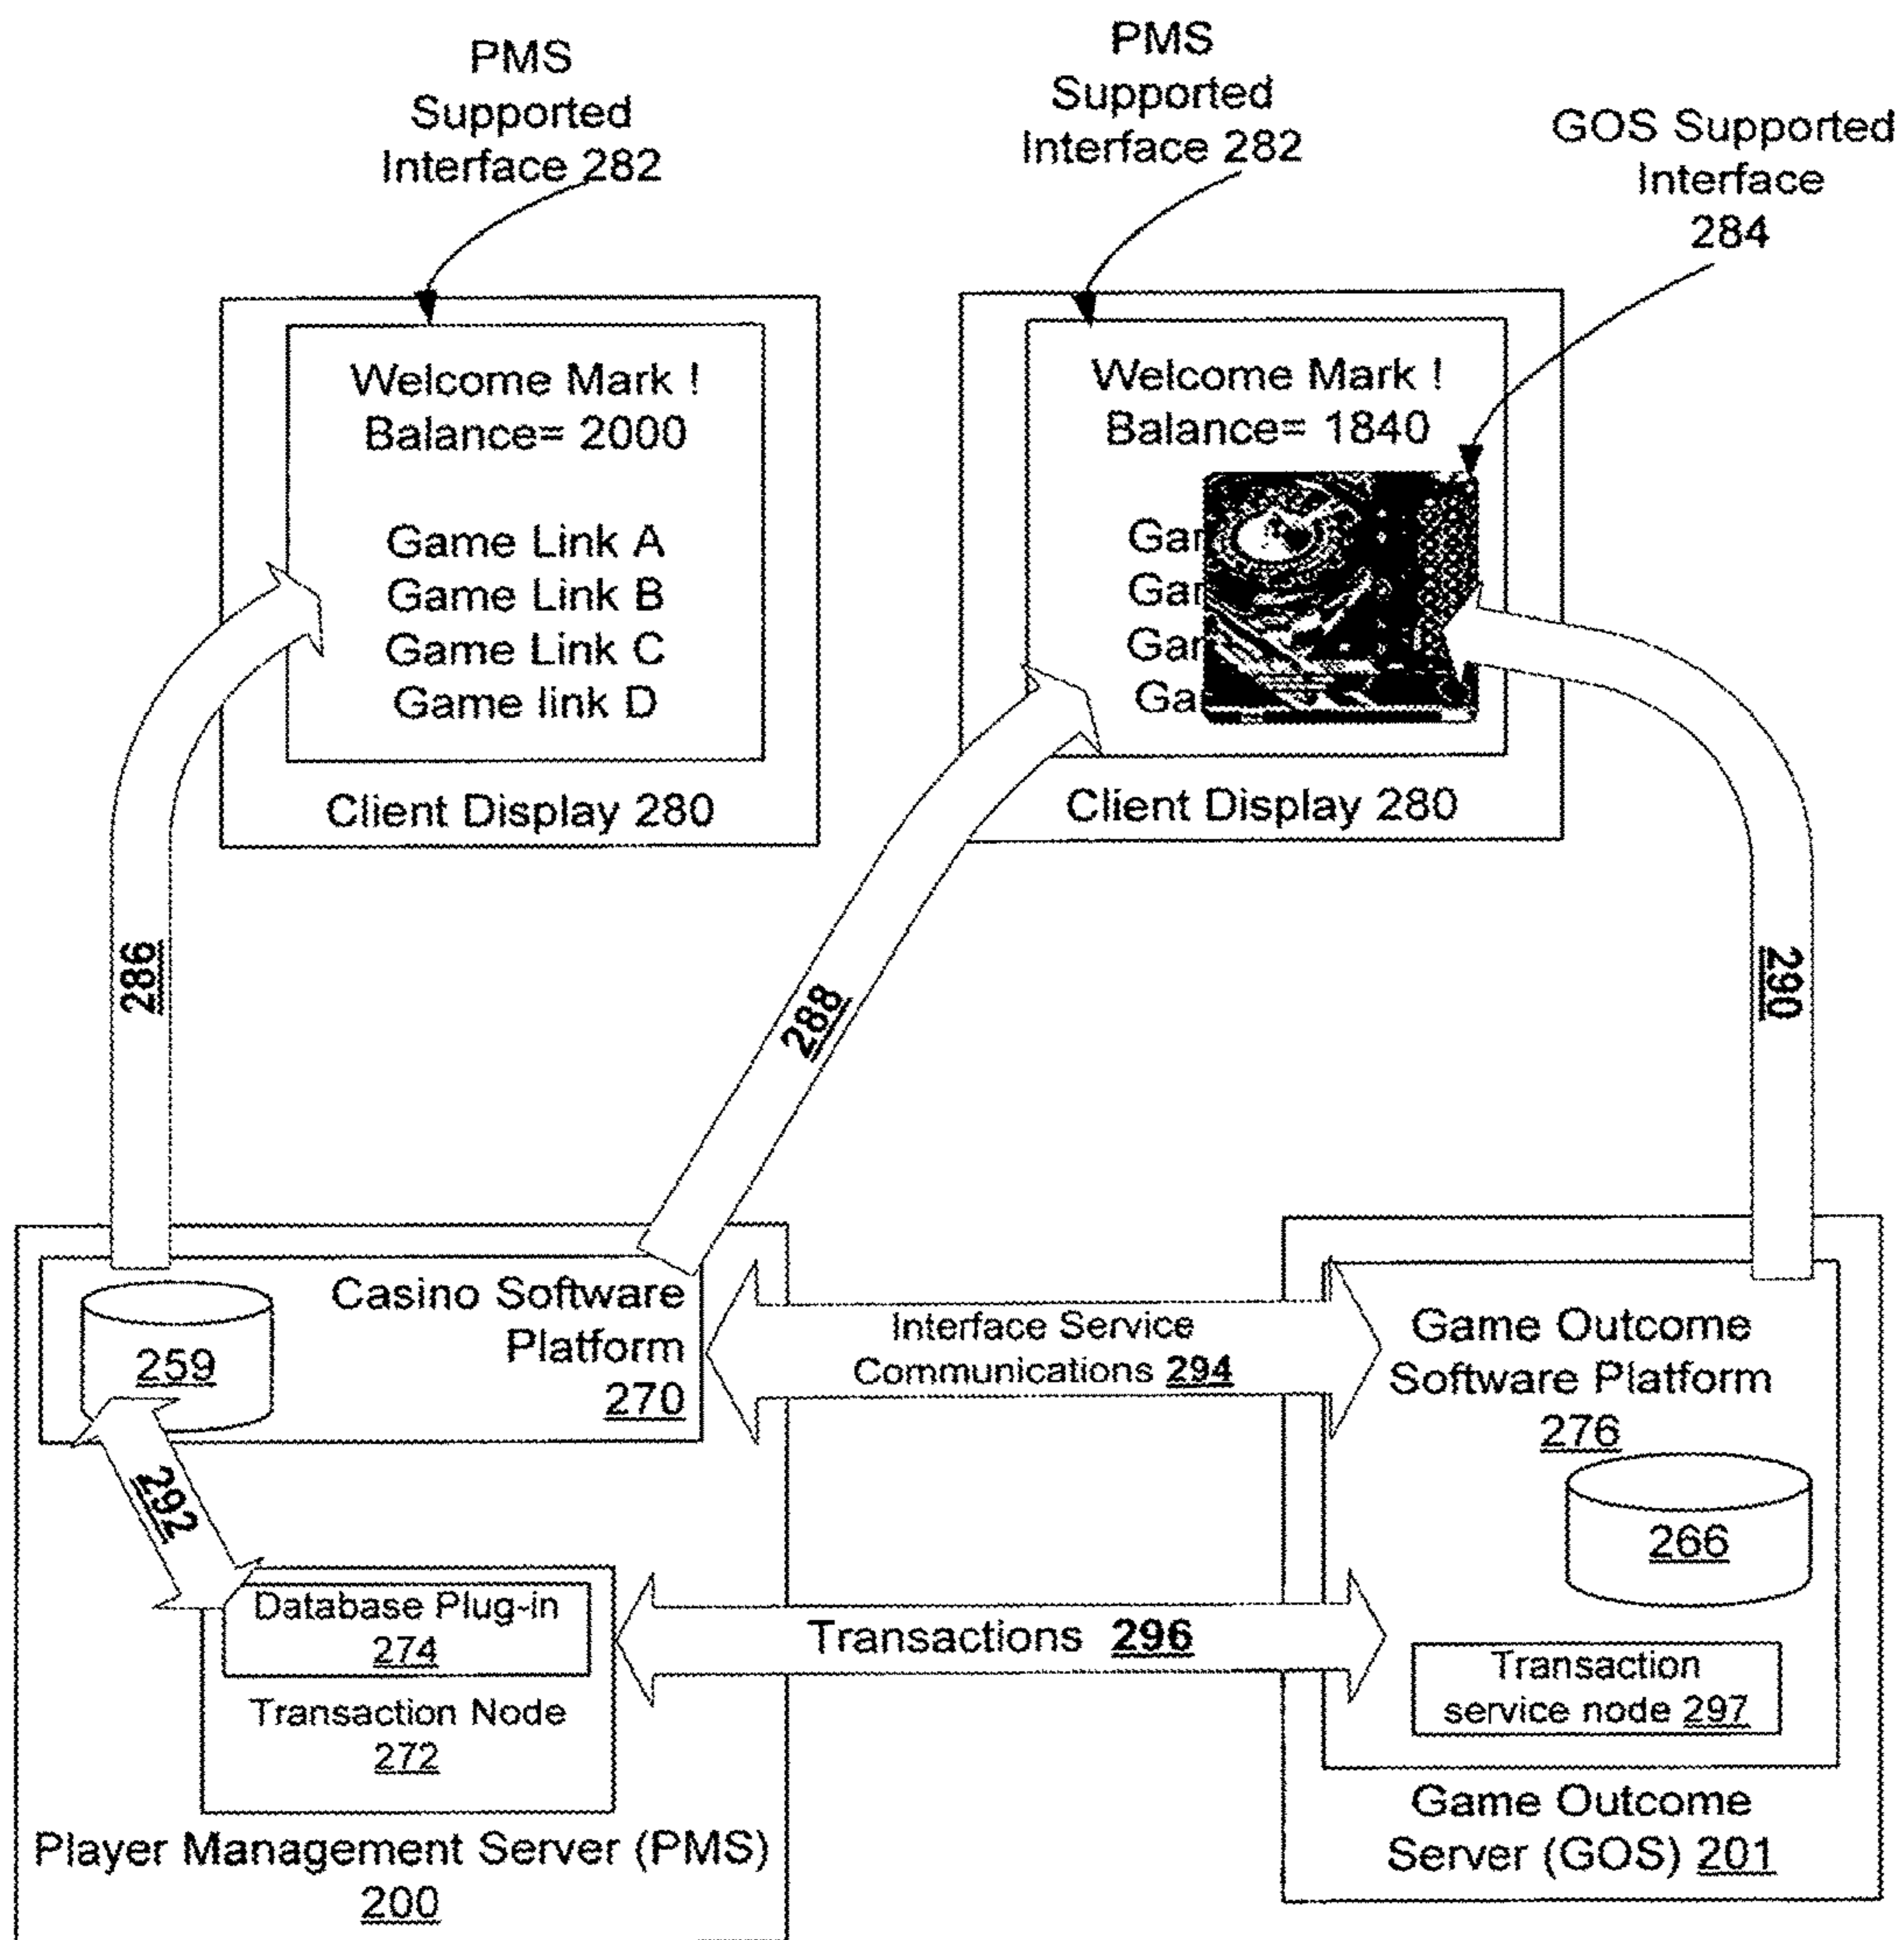 PMS
Supported
Interface 282
PMS
Supported
Interface 282
GOS Supported
Interface
284
Welcome Mark !
Balance= 2000
Game Link A
Game Link B
Game Link C
Game link D
Client Display 280
Welcome Mark !
Balance= 1840
Gar
Gar
Gar
Ga
Client Display 280
286
288
290
Casino Software
Platform
270
259
Interface Service
Communications 294
Game Outcome
Software Platform
276
266
292
Database Plug-in
274
Transaction Node
272
Transactions 296
Transaction
service node 297
Player Management Server (PMS)
200
Game Outcome
Server (GOS) 201